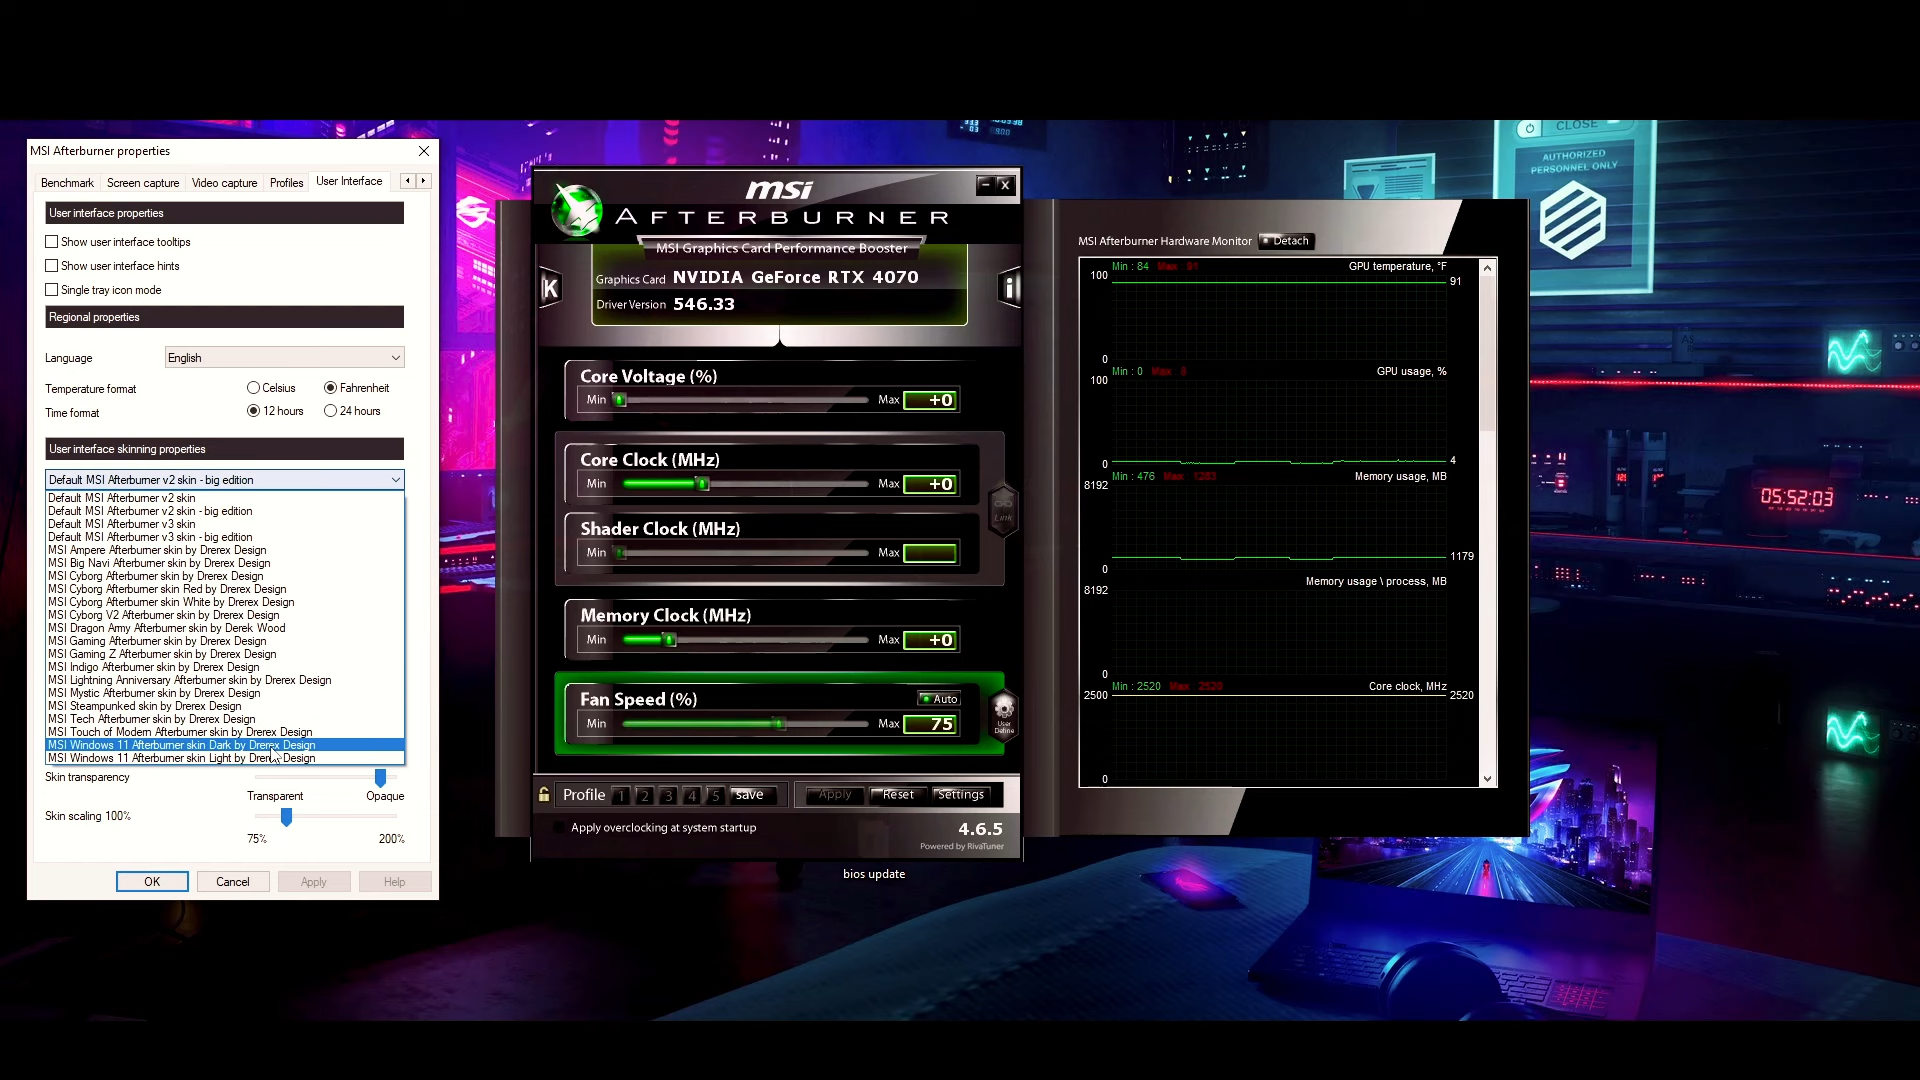 MSI Afterburner properties
Benchmark
Screen capture
Video capture
Profiles
User Interface
User interface properties
Show user interface tooltips
Show user interface hints
Single tray icon mode
Regional properties
Language
English
Temperature format
Celsius
Fahrenheit
Time format
12 hours
24 hours
User interface skinning properties
Default MSI Afterburner v2 skin - big edition
Default MSI Afterburner v2 skin
Default MSI Afterburner v2 skin - big edition
Default MSI Afterburner v3 skin
Default MSI Afterburner v3 skin - big edition
MSI Ampere Afterburner skin by Drerex Design
MSI Big Navi Afterburner skin by Drerex Design
MSI Cyborg Afterburner skin by Drerex Design
MSI Cyborg Afterburner skin Red by Drerex Design
MSI Cyborg Afterburner skin White by Drerex Design
MSI Cyborg V2 Afterburner skin by Drerex Design
MSI Dragon Army Afterburner skin by Derek Wood
MSI Gaming Afterburner skin by Drerex Design
MSI Gaming Z Afterburner skin by Drerex Design
MSI Indigo Afterburner skin by Drerex Design
MSI Lightning Anniversary Afterburner skin by Drerex Design
MSI Mystic Afterburner skin by Drerex Design
MSI Steampunked skin by Drerex Design
MSI Tech Afterburner skin by Drerex Design
MSI Touch of Modern Afterburner skin by Drerex Design
MSI Windows 11 Afterburner skin Dark by Drerex Design
MSI Windows 11 Afterburner skin Light by Drerex Design
Skin transparency
Transparent
Opaque
Skin scaling 100%
75%
200%
OK
Cancel
Apply
Help
msi
AFTERBURNER
MSI Graphics Card Performance Booster
K
i
Graphics Card NVIDIA GeForce RTX 4070
Driver Version 546.33
Core Voltage (%)
Min
Max
+0
Core Clock (MHz)
Min
Max
+0
Link
Shader Clock (MHz)
Min
Max
Memory Clock (MHz)
Min
Max
+0
Fan Speed (%)
Auto
Min
Max
75
User Define
Profile 1 2 3 4 5 save
Apply
Reset
Settings
Apply overclocking at system startup
4.6.5
Powered by RivaTuner
bios update
MSI Afterburner Hardware Monitor
Detach
Min : 84 Max : 91
GPU temperature, °F
100
91
0
Min : 0 Max : 8
GPU usage, %
100
4
0
Min : 476 Max : 1283
Memory usage, MB
8192
1179
0
Memory usage \ process, MB
8192
0
Min : 2520 Max : 2520
Core clock, MHz
2500
2520
0
CLOSE
AUTHORIZED
PERSONNEL ONLY
05:52:03